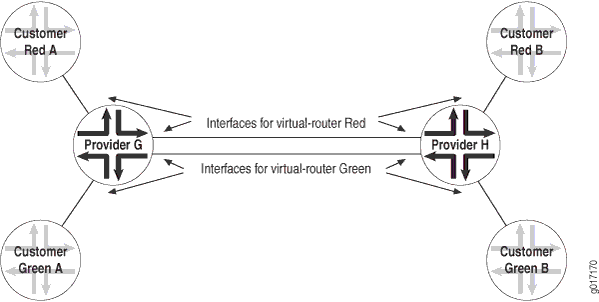 Customer
Red A
Customer
Red B
Interfaces for virtual-router Red
Provider G
Provider H
Interfaces for virtual-router Green
Customer
Green A
Customer
Green B
g017170